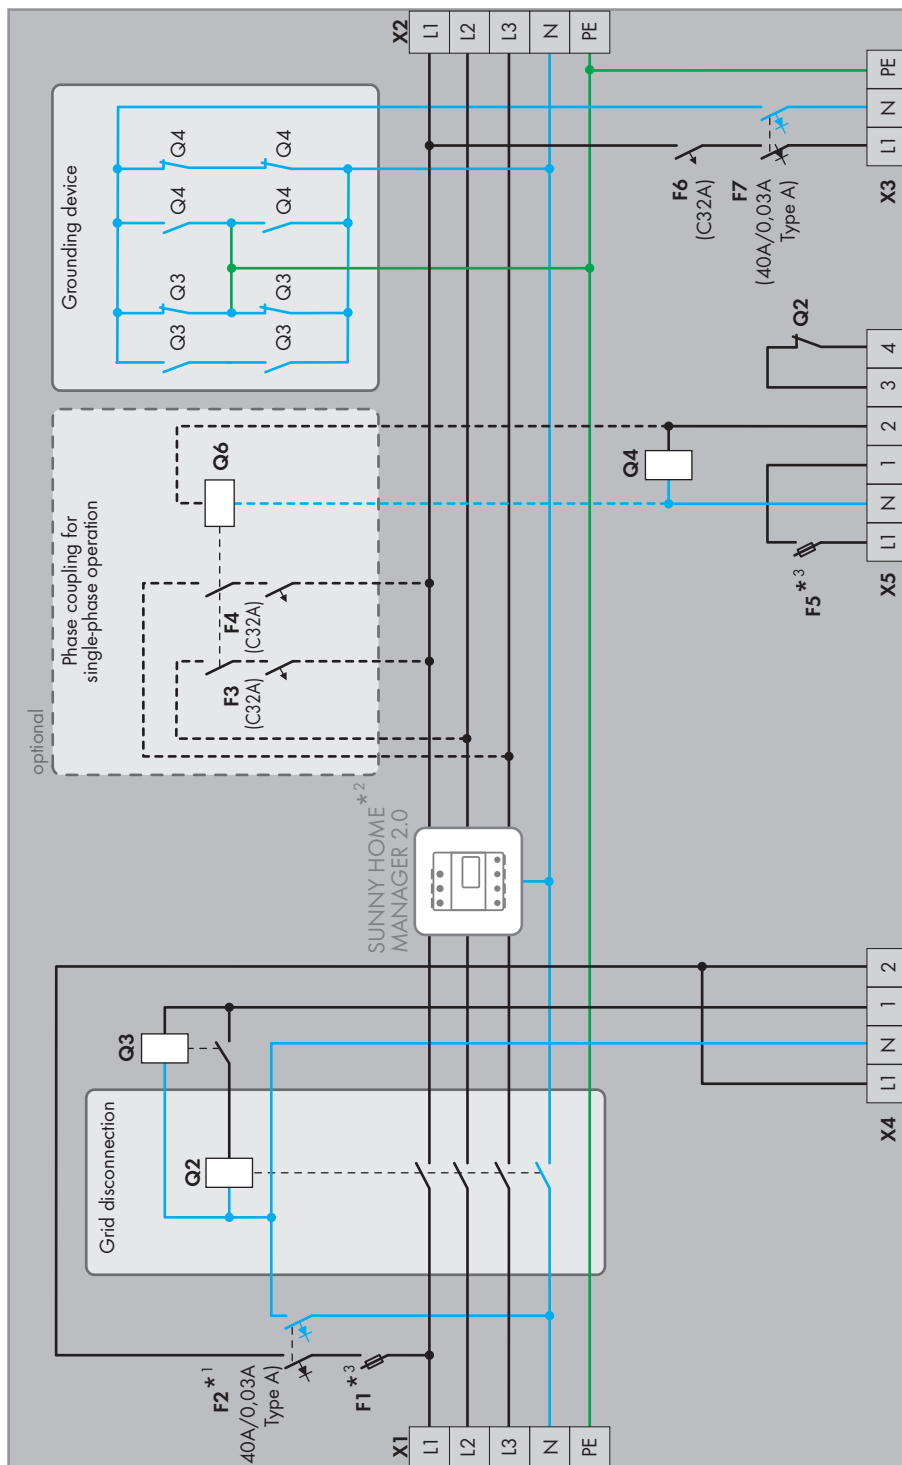 X2
L1
L2
L3
N
PE
PE
N
L1
X3
Grounding device
Q4
Q4
Q4
Q4
Q3
Q3
Q3
Q3
F6
(C32A)
F7
(40A/0,03A
Type A)
Q2
4
3
2
1
N
L1
X5
F5*3
Q4
optional
Phase coupling for
single-phase operation
Q6
F4
(C32A)
F3
(C32A)
SUNNY HOME *2
MANAGER 2.0
Q3
Grid disconnection
Q2
2
1
N
L1
X4
F2*1
40A/0,03A
Type A)
F1*3
X1
L1
L2
L3
N
PE